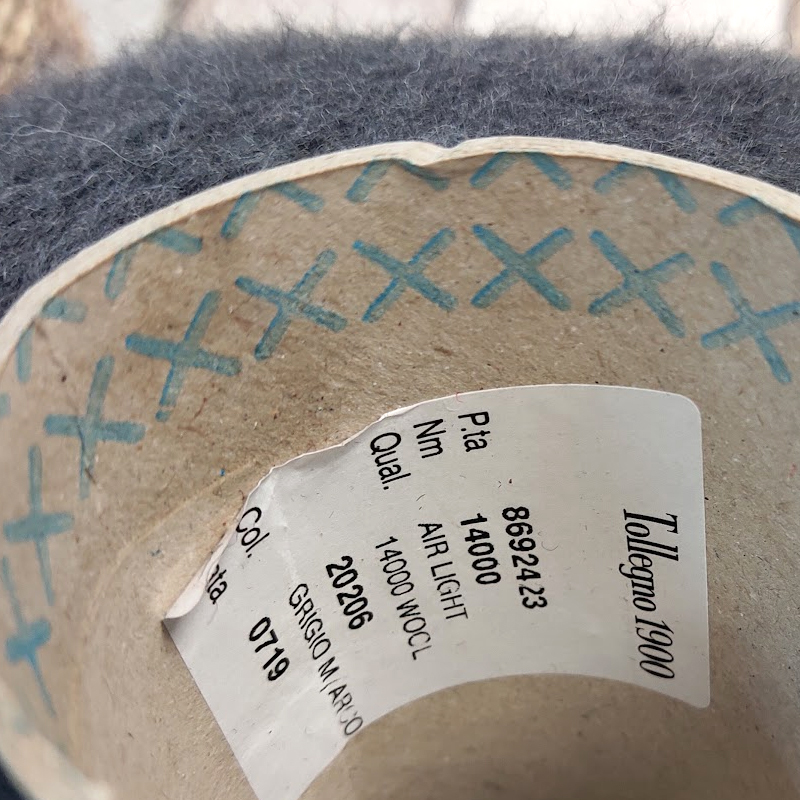 Tollegno 1900
P.ta 8692423
Nm 14000
Qual. AIR LIGHT
14000 WOCL
Col. 20206
GRIGIO M
0719